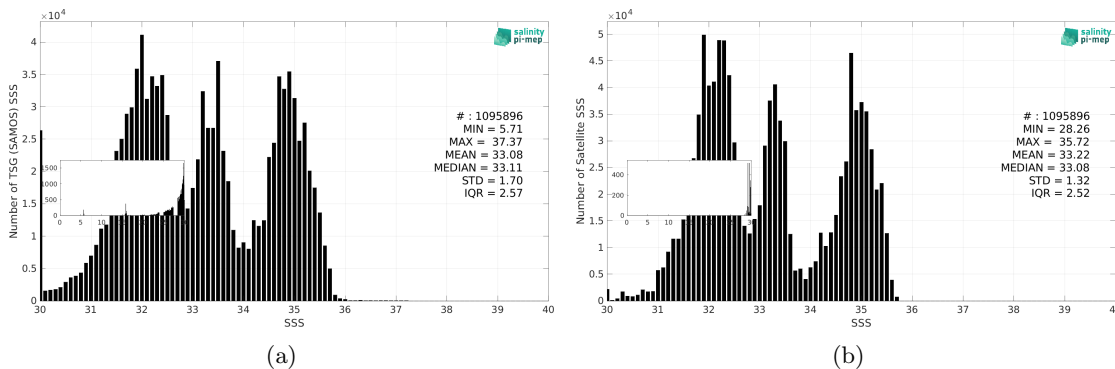 ×10⁴
Number of TSG (SAMOS) SSS
4
3.5
3
2.5
2
1.5
1
0.5
0
30 31 32 33 34 35 36 37 38 39 40
SSS
1500
1000
500
0
0 5 10
salinity
pi-mep
# : 1095896
MIN = 5.71
MAX = 37.37
MEAN = 33.08
MEDIAN = 33.11
STD = 1.70
IQR = 2.57
(a)
×10⁴
Number of Satellite SSS
5
4.5
4
3.5
3
2.5
2
1.5
1
0.5
0
30 31 32 33 34 35 36 37 38 39 4
SSS
400
200
0
0 5 10
salinity
pi-mep
# : 1095896
MIN = 28.26
MAX = 35.72
MEAN = 33.22
MEDIAN = 33.08
STD = 1.32
IQR = 2.52
(b)